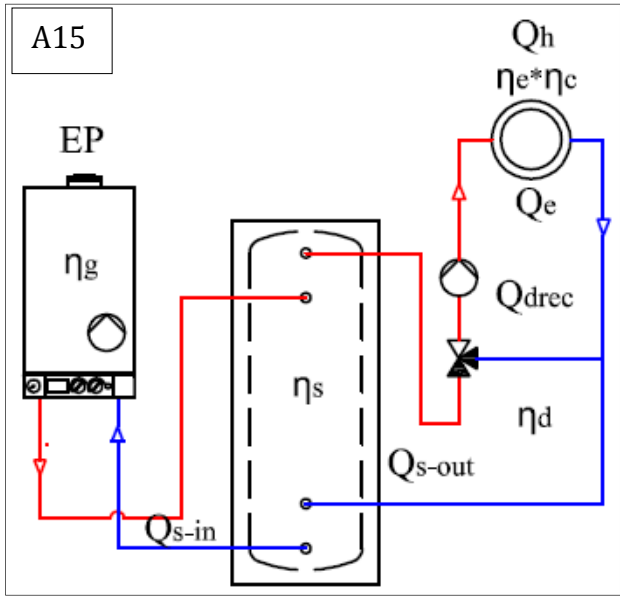 A15
Qh
ηe*ηc
EP
Qe
ηg
Qdrec
ηs
ηd
Qs-out
Qs-in